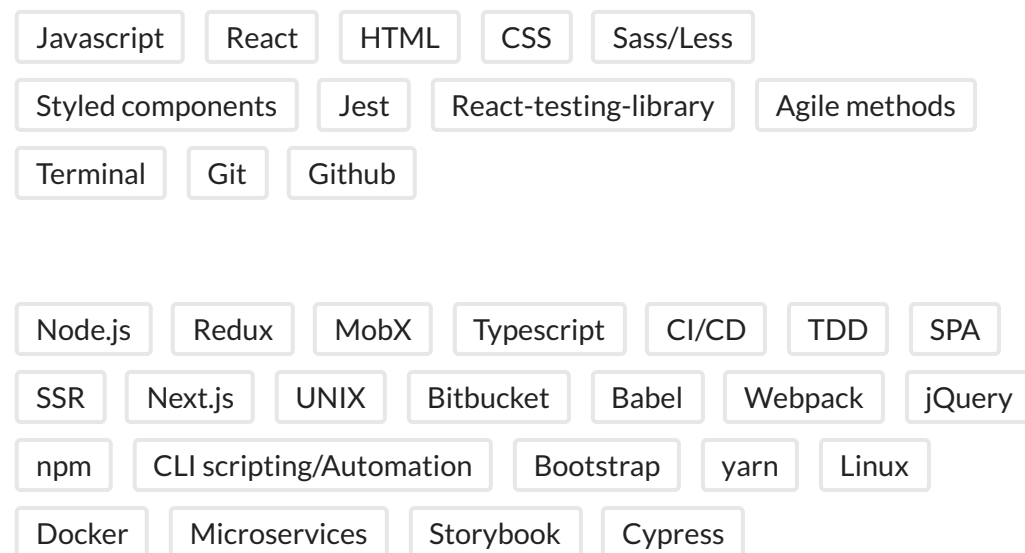 Javascript React HTML CSS Sass/Less
Styled components Jest React-testing-library Agile methods
Terminal Git Github
Node.js Redux MobX Typescript CI/CD TDD SPA
SSR Next.js UNIX Bitbucket Babel Webpack jQuery
npm CLI scripting/Automation Bootstrap yarn Linux
Docker Microservices Storybook Cypress